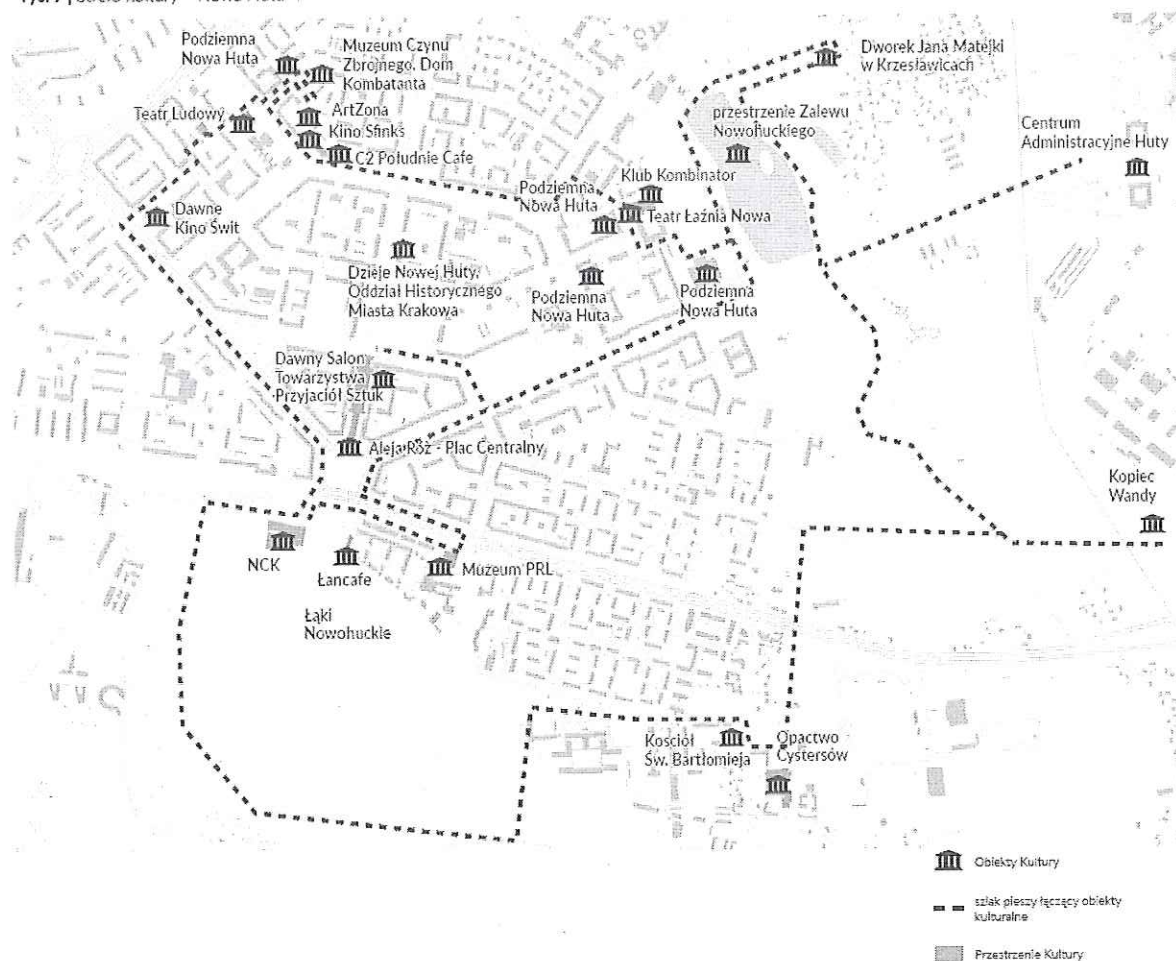 Podziemna
Nowa Huta
Muzeum Czynu
Zbrojnego. Dom
Kombatanta
Teatr Ludowy
ArtZona
Kino Sfinks
C2 Południe Cafe
Dworek Jana Matejki
w Krzesławicach
przestrzenie Zalewu
Nowohuckiego
Centrum
Administracyjne Huty
Podziemna
Nowa Huta
Klub Kombinator
Teatr Łaźnia Nowa
Dawne
Kino Świt
Dzieje Nowej Huty.
Oddział Historycznego
Miasta Krakowa
Podziemna
Nowa Huta
Podziemna
Nowa Huta
Dawny Salon
Towarzystwa
Przyjaciół Sztuk
Aleja Róż - Plac Centralny
Kopiec
Wandy
NCK
Łancafe
Muzeum PRL
Łąki
Nowohuckie
Kosciół
Św. Bartłomieja
Opactwo
Cystersów
Obiekty Kultury
szlak pieszy łączący obiekty
kulturalne
Przestrzenie Kultury